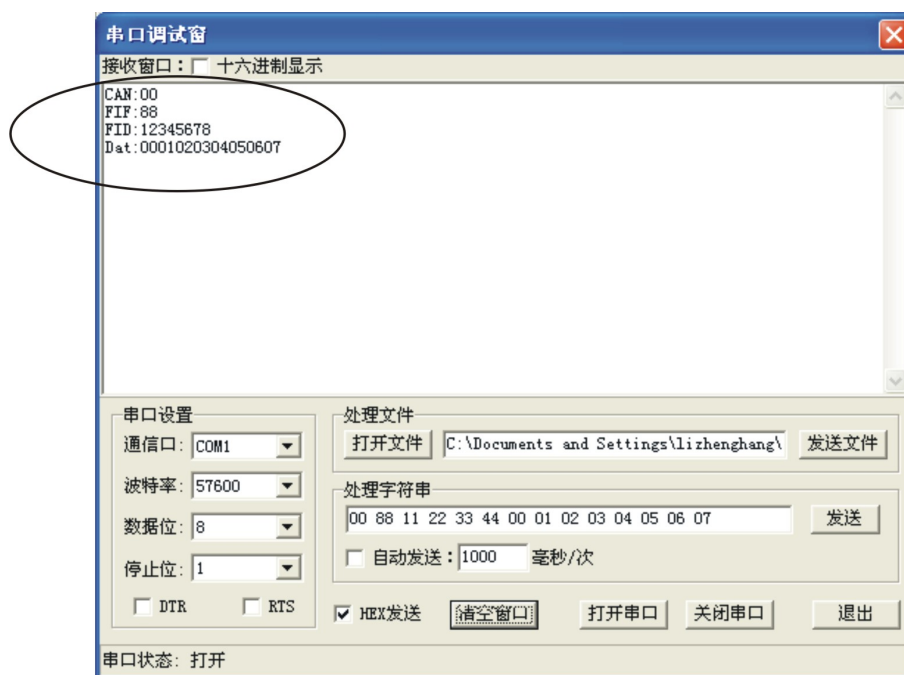 串口调试窗
接收窗口： 十六进制显示
CAN:00
FIF:88
FID:12345678
Dat:0001020304050607
串口设置
通信口: COM1
波特率: 57600
数据位: 8
停止位: 1
DTR RTS
处理文件
打开文件 C:\Documents and Settings\lizhenghang\ 发送文件
处理字符串
00 88 11 22 33 44 00 01 02 03 04 05 06 07 发送
自动发送：1000 毫秒/次
HEX发送 清空窗口 打开串口 关闭串口 退出
串口状态: 打开